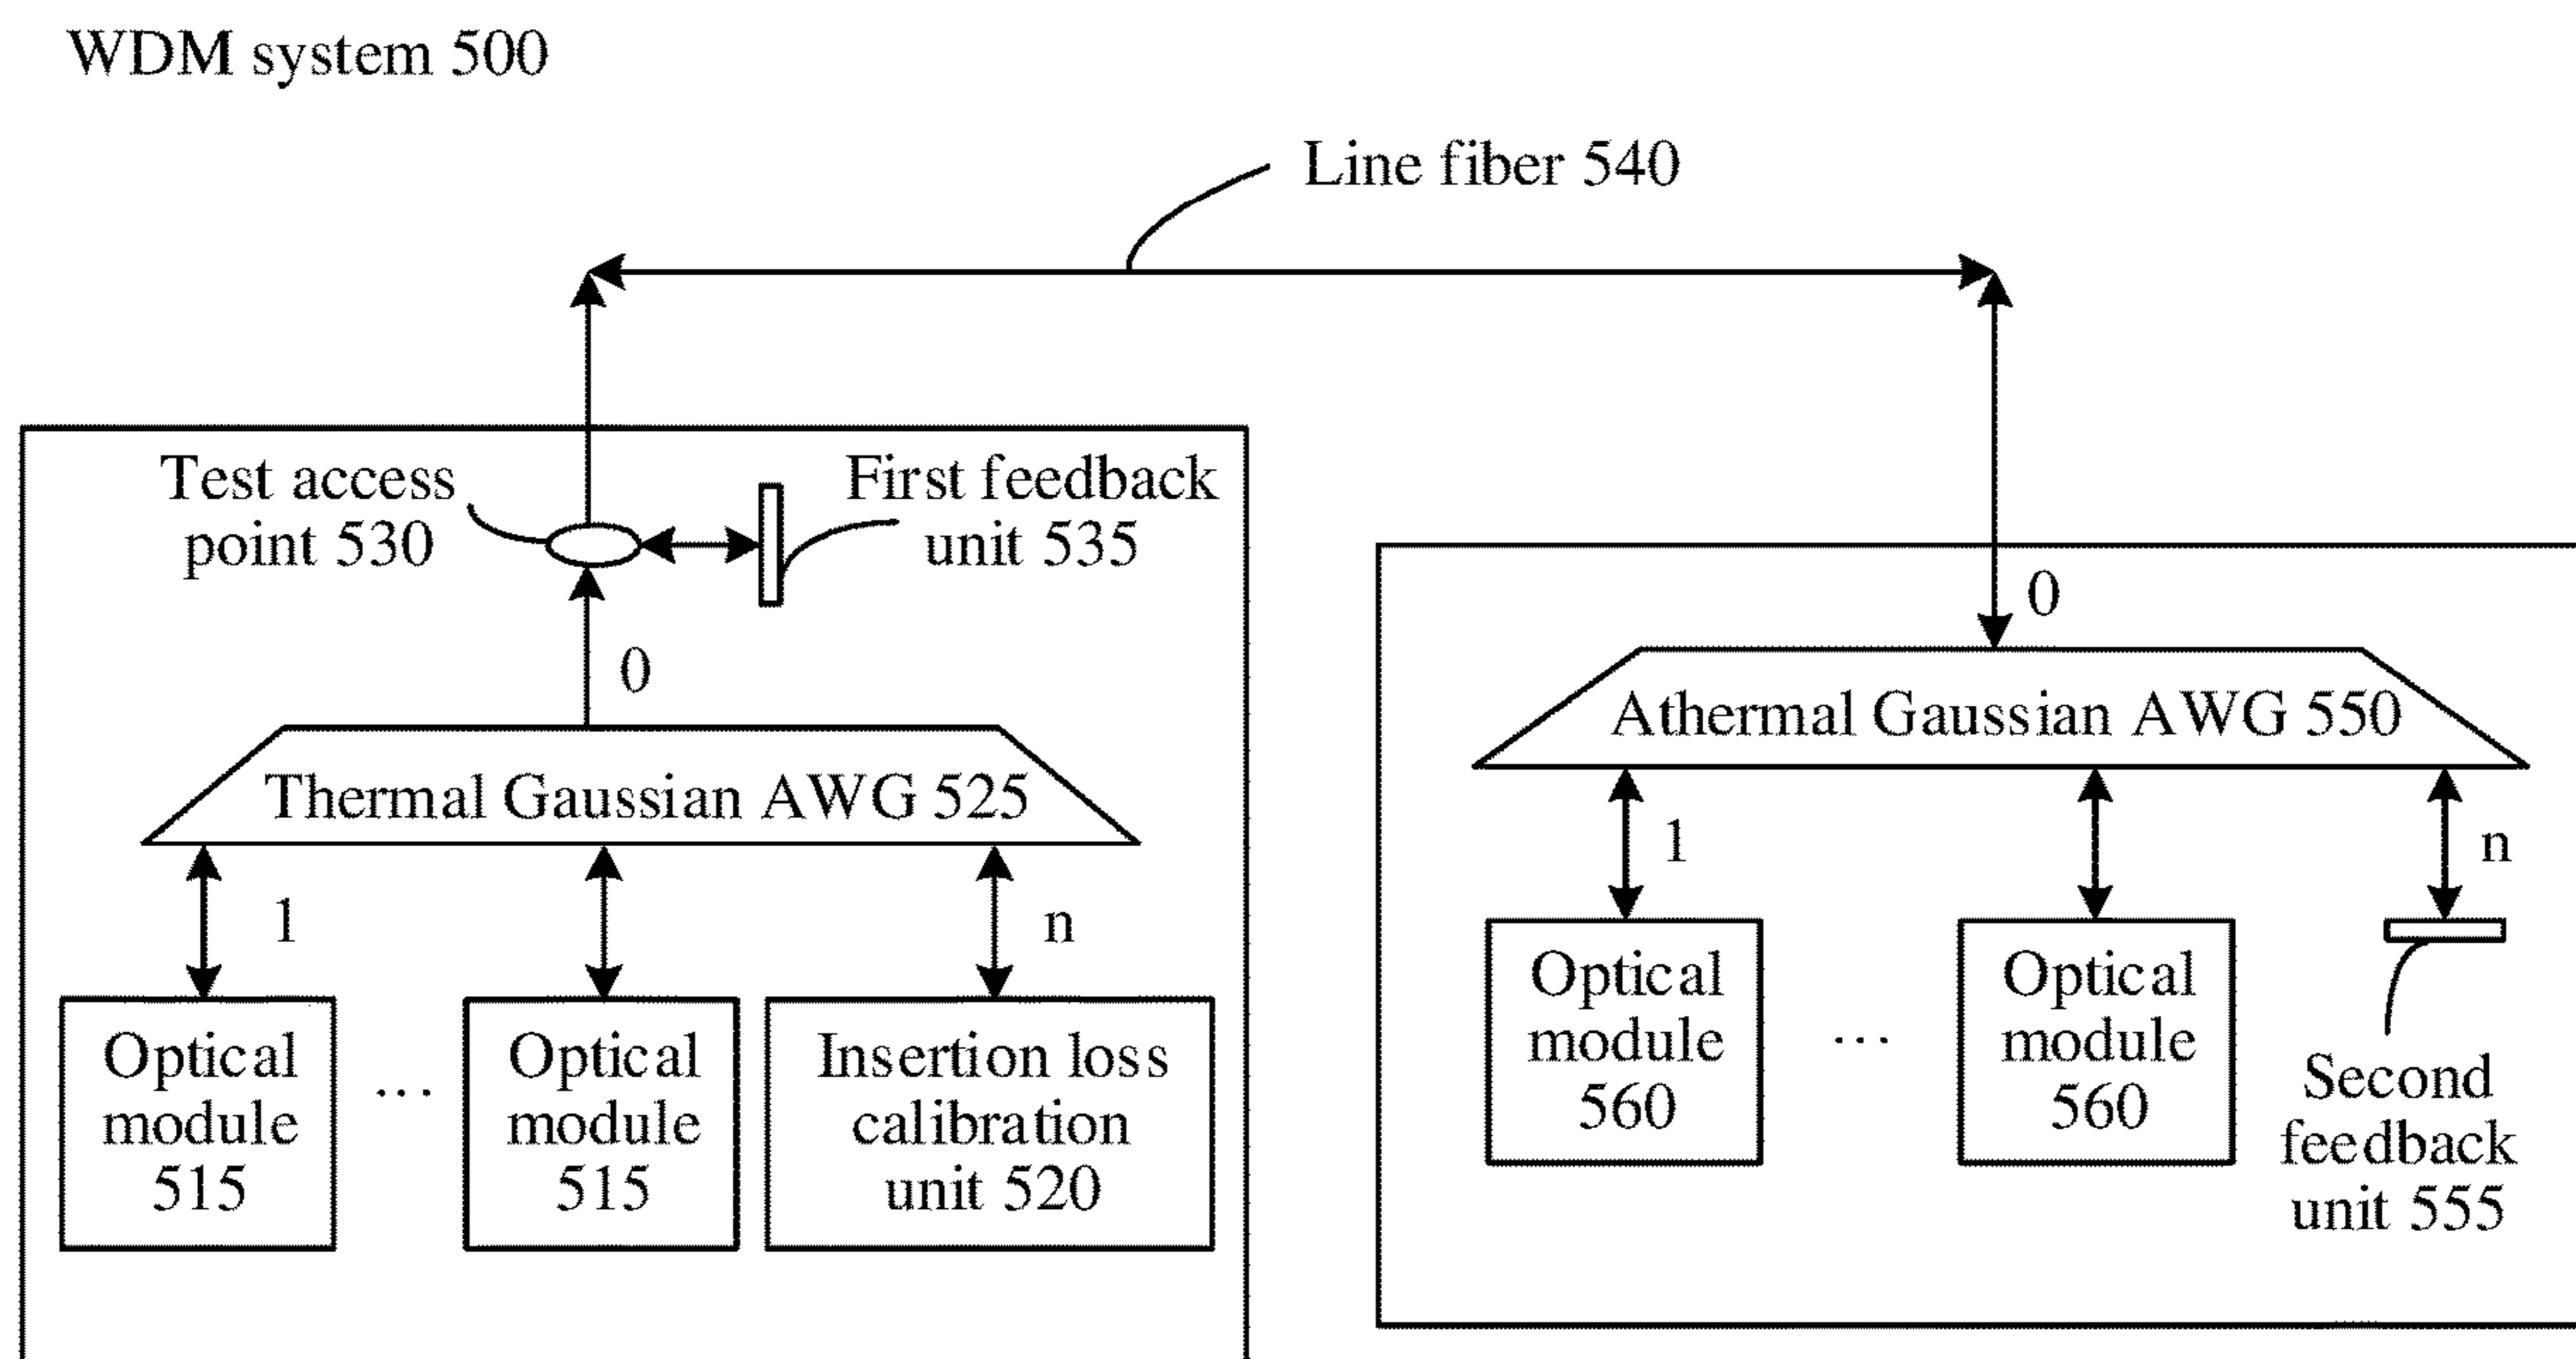 WDM system 500
Line fiber 540
Test access
point 530
First feedback
unit 535
0
Thermal Gaussian AWG 525
1
n
Optical
module
515
...
Optical
module
515
Insertion loss
calibration
unit 520
0
Athermal Gaussian AWG 550
1
n
Optical
module
560
...
Optical
module
560
Second
feedback
unit 555